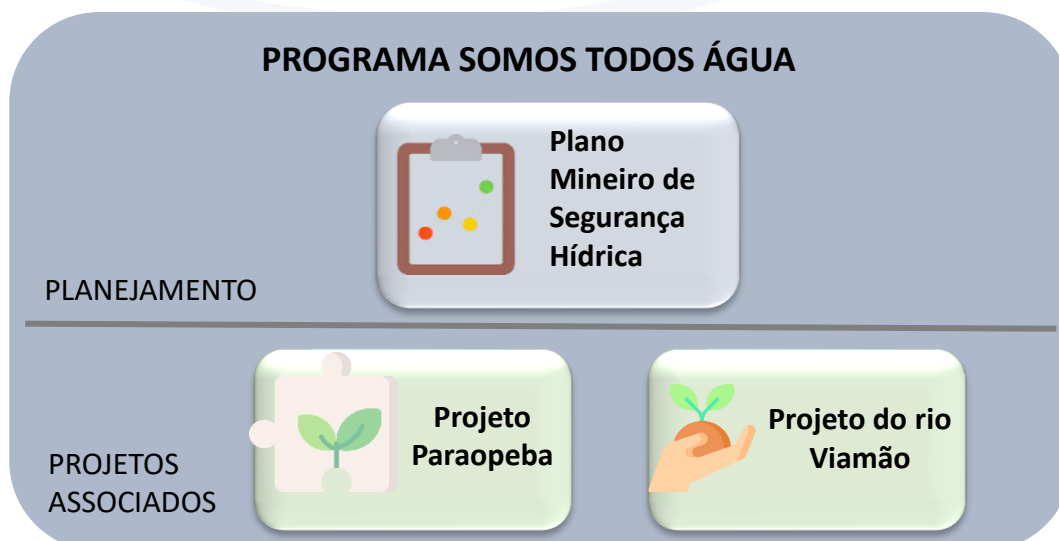 PROGRAMA SOMOS TODOS ÁGUA
Plano
Mineiro de
Segurança
Hídrica
PLANEJAMENTO
Projeto
Paraopeba
Projeto do rio
Viamão
PROJETOS
ASSOCIADOS